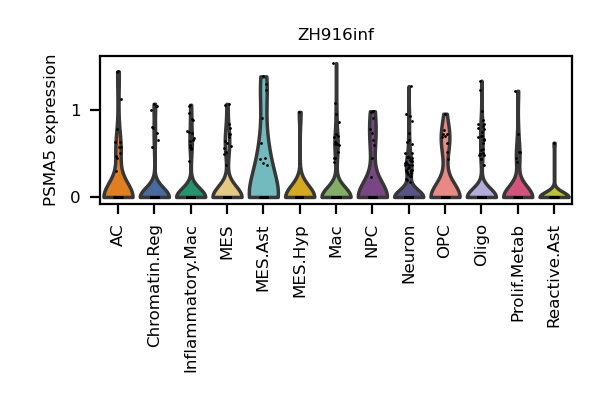 ZH916inf
PSMA5 expression
1
0
AC
Chromatin.Reg
Inflammatory.Mac
MES
MES.Ast
MES.Hyp
Mac
NPC
Neuron
OPC
Oligo
Prolif.Metab
Reactive.Ast